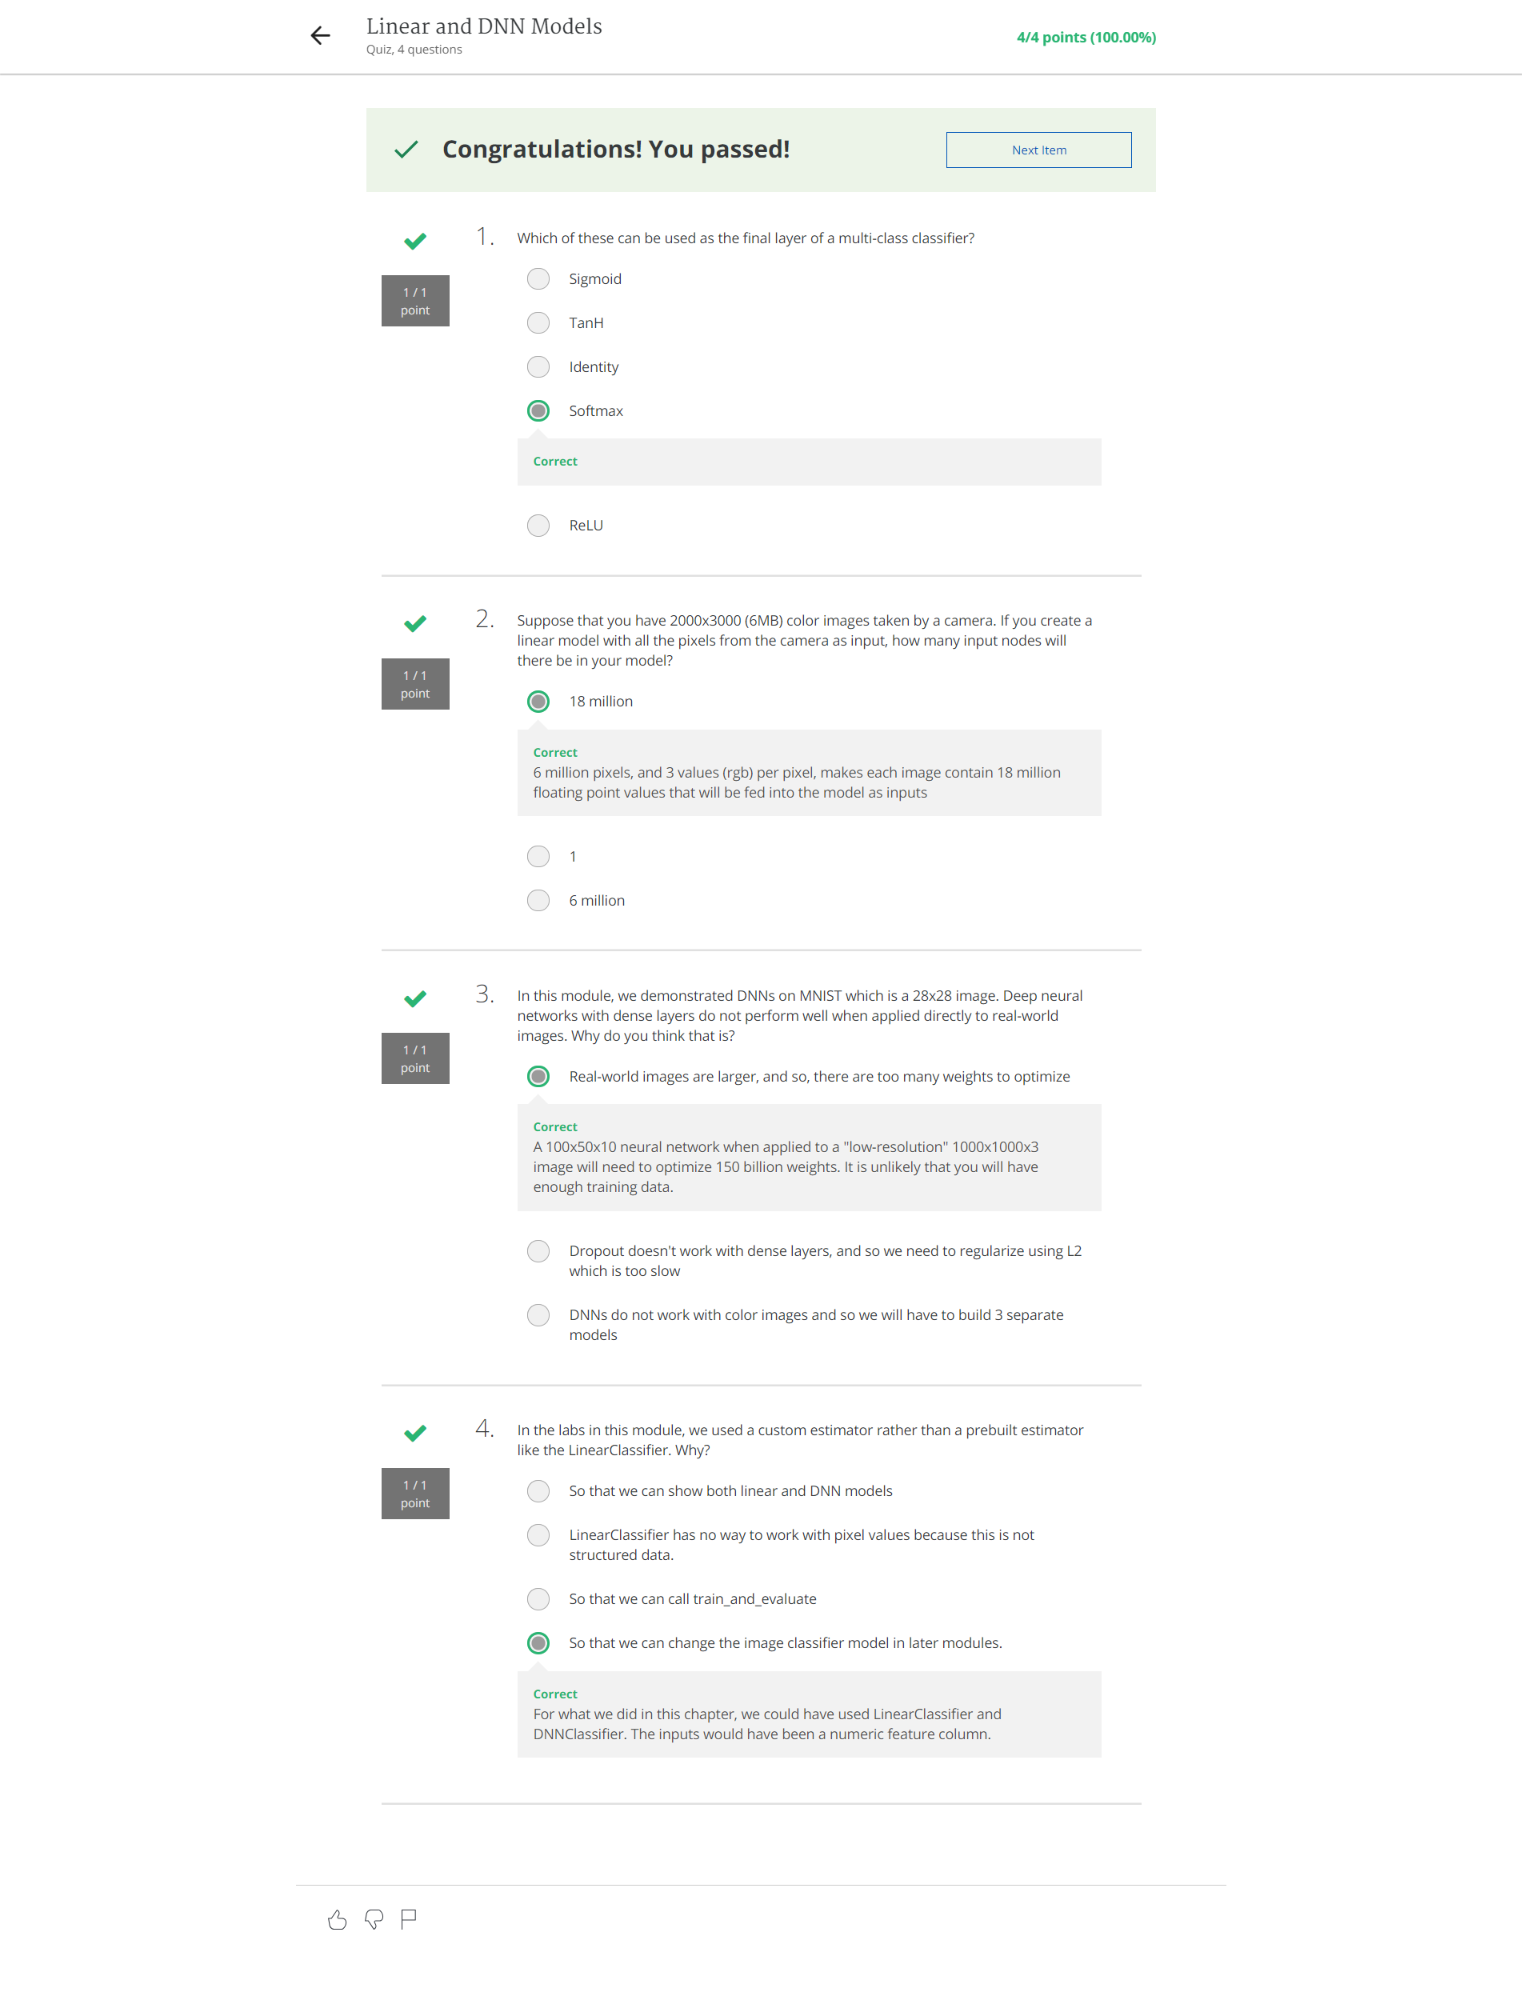 Linear and DNN Models
Quiz, 4 questions
4/4 points (100.00%)
Congratulations! You passed!
Next Item
1.
Which of these can be used as the final layer of a multi-class classifier?
1 / 1
point
Sigmoid
TanH
Identity
Softmax
Correct
ReLU
2.
Suppose that you have 2000x3000 (6MB) color images taken by a camera. If you create a
linear model with all the pixels from the camera as input, how many input nodes will
there be in your model?
1 / 1
point
18 million
Correct
6 million pixels, and 3 values (rgb) per pixel, makes each image contain 18 million
floating point values that will be fed into the model as inputs
1
6 million
3.
In this module, we demonstrated DNNs on MNIST which is a 28x28 image. Deep neural
networks with dense layers do not perform well when applied directly to real-world
images. Why do you think that is?
1 / 1
point
Real-world images are larger, and so, there are too many weights to optimize
Correct
A 100x50x10 neural network when applied to a "low-resolution" 1000x1000x3
image will need to optimize 150 billion weights. It is unlikely that you will have
enough training data.
Dropout doesn't work with dense layers, and so we need to regularize using L2
which is too slow
DNNs do not work with color images and so we will have to build 3 separate
models
4.
In the labs in this module, we used a custom estimator rather than a prebuilt estimator
like the LinearClassifier. Why?
1 / 1
point
So that we can show both linear and DNN models
LinearClassifier has no way to work with pixel values because this is not
structured data.
So that we can call train_and_evaluate
So that we can change the image classifier model in later modules.
Correct
For what we did in this chapter, we could have used LinearClassifier and
DNNClassifier. The inputs would have been a numeric feature column.